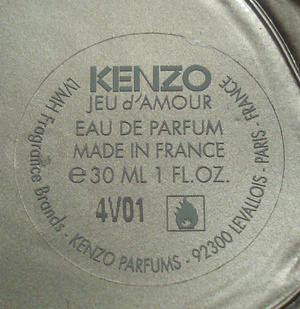 KENZO
JEU d'AMOUR
EAU DE PARFUM
MADE IN FRANCE
℮ 30 ML 1 FL.OZ.
4V01
LVMH Fragrance Brands - KENZO PARFUMS - 92300 LEVALLOIS - PARIS - FRANCE